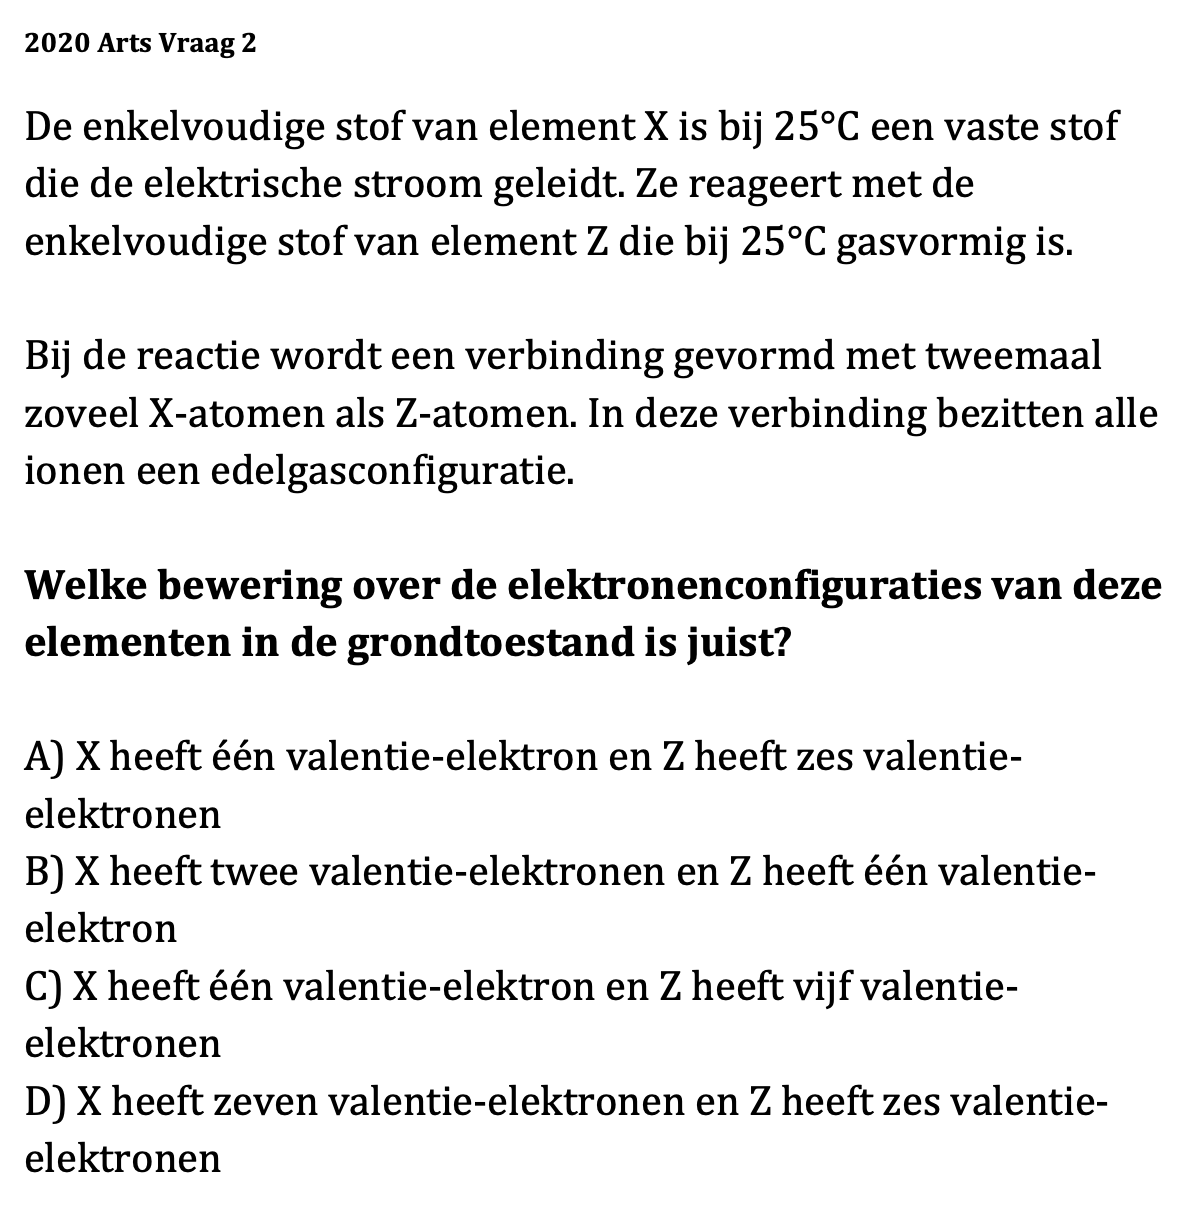 2020 Arts Vraag 2
De enkelvoudige stof van element X is bij 25°C een vaste stof
die de elektrische stroom geleidt. Ze reageert met de
enkelvoudige stof van element Z die bij 25°C gasvormig is.
Bij de reactie wordt een verbinding gevormd met tweemaal
zoveel X-atomen als Z-atomen. In deze verbinding bezitten alle
ionen een edelgasconfiguratie.
Welke bewering over de elektronenconfiguraties van deze
elementen in de grondtoestand is juist?
A) X heeft één valentie-elektron en Z heeft zes valentie-
elektronen
B) X heeft twee valentie-elektronen en Z heeft één valentie-
elektron
C) X heeft één valentie-elektron en Z heeft vijf valentie-
elektronen
D) X heeft zeven valentie-elektronen en Z heeft zes valentie-
elektronen